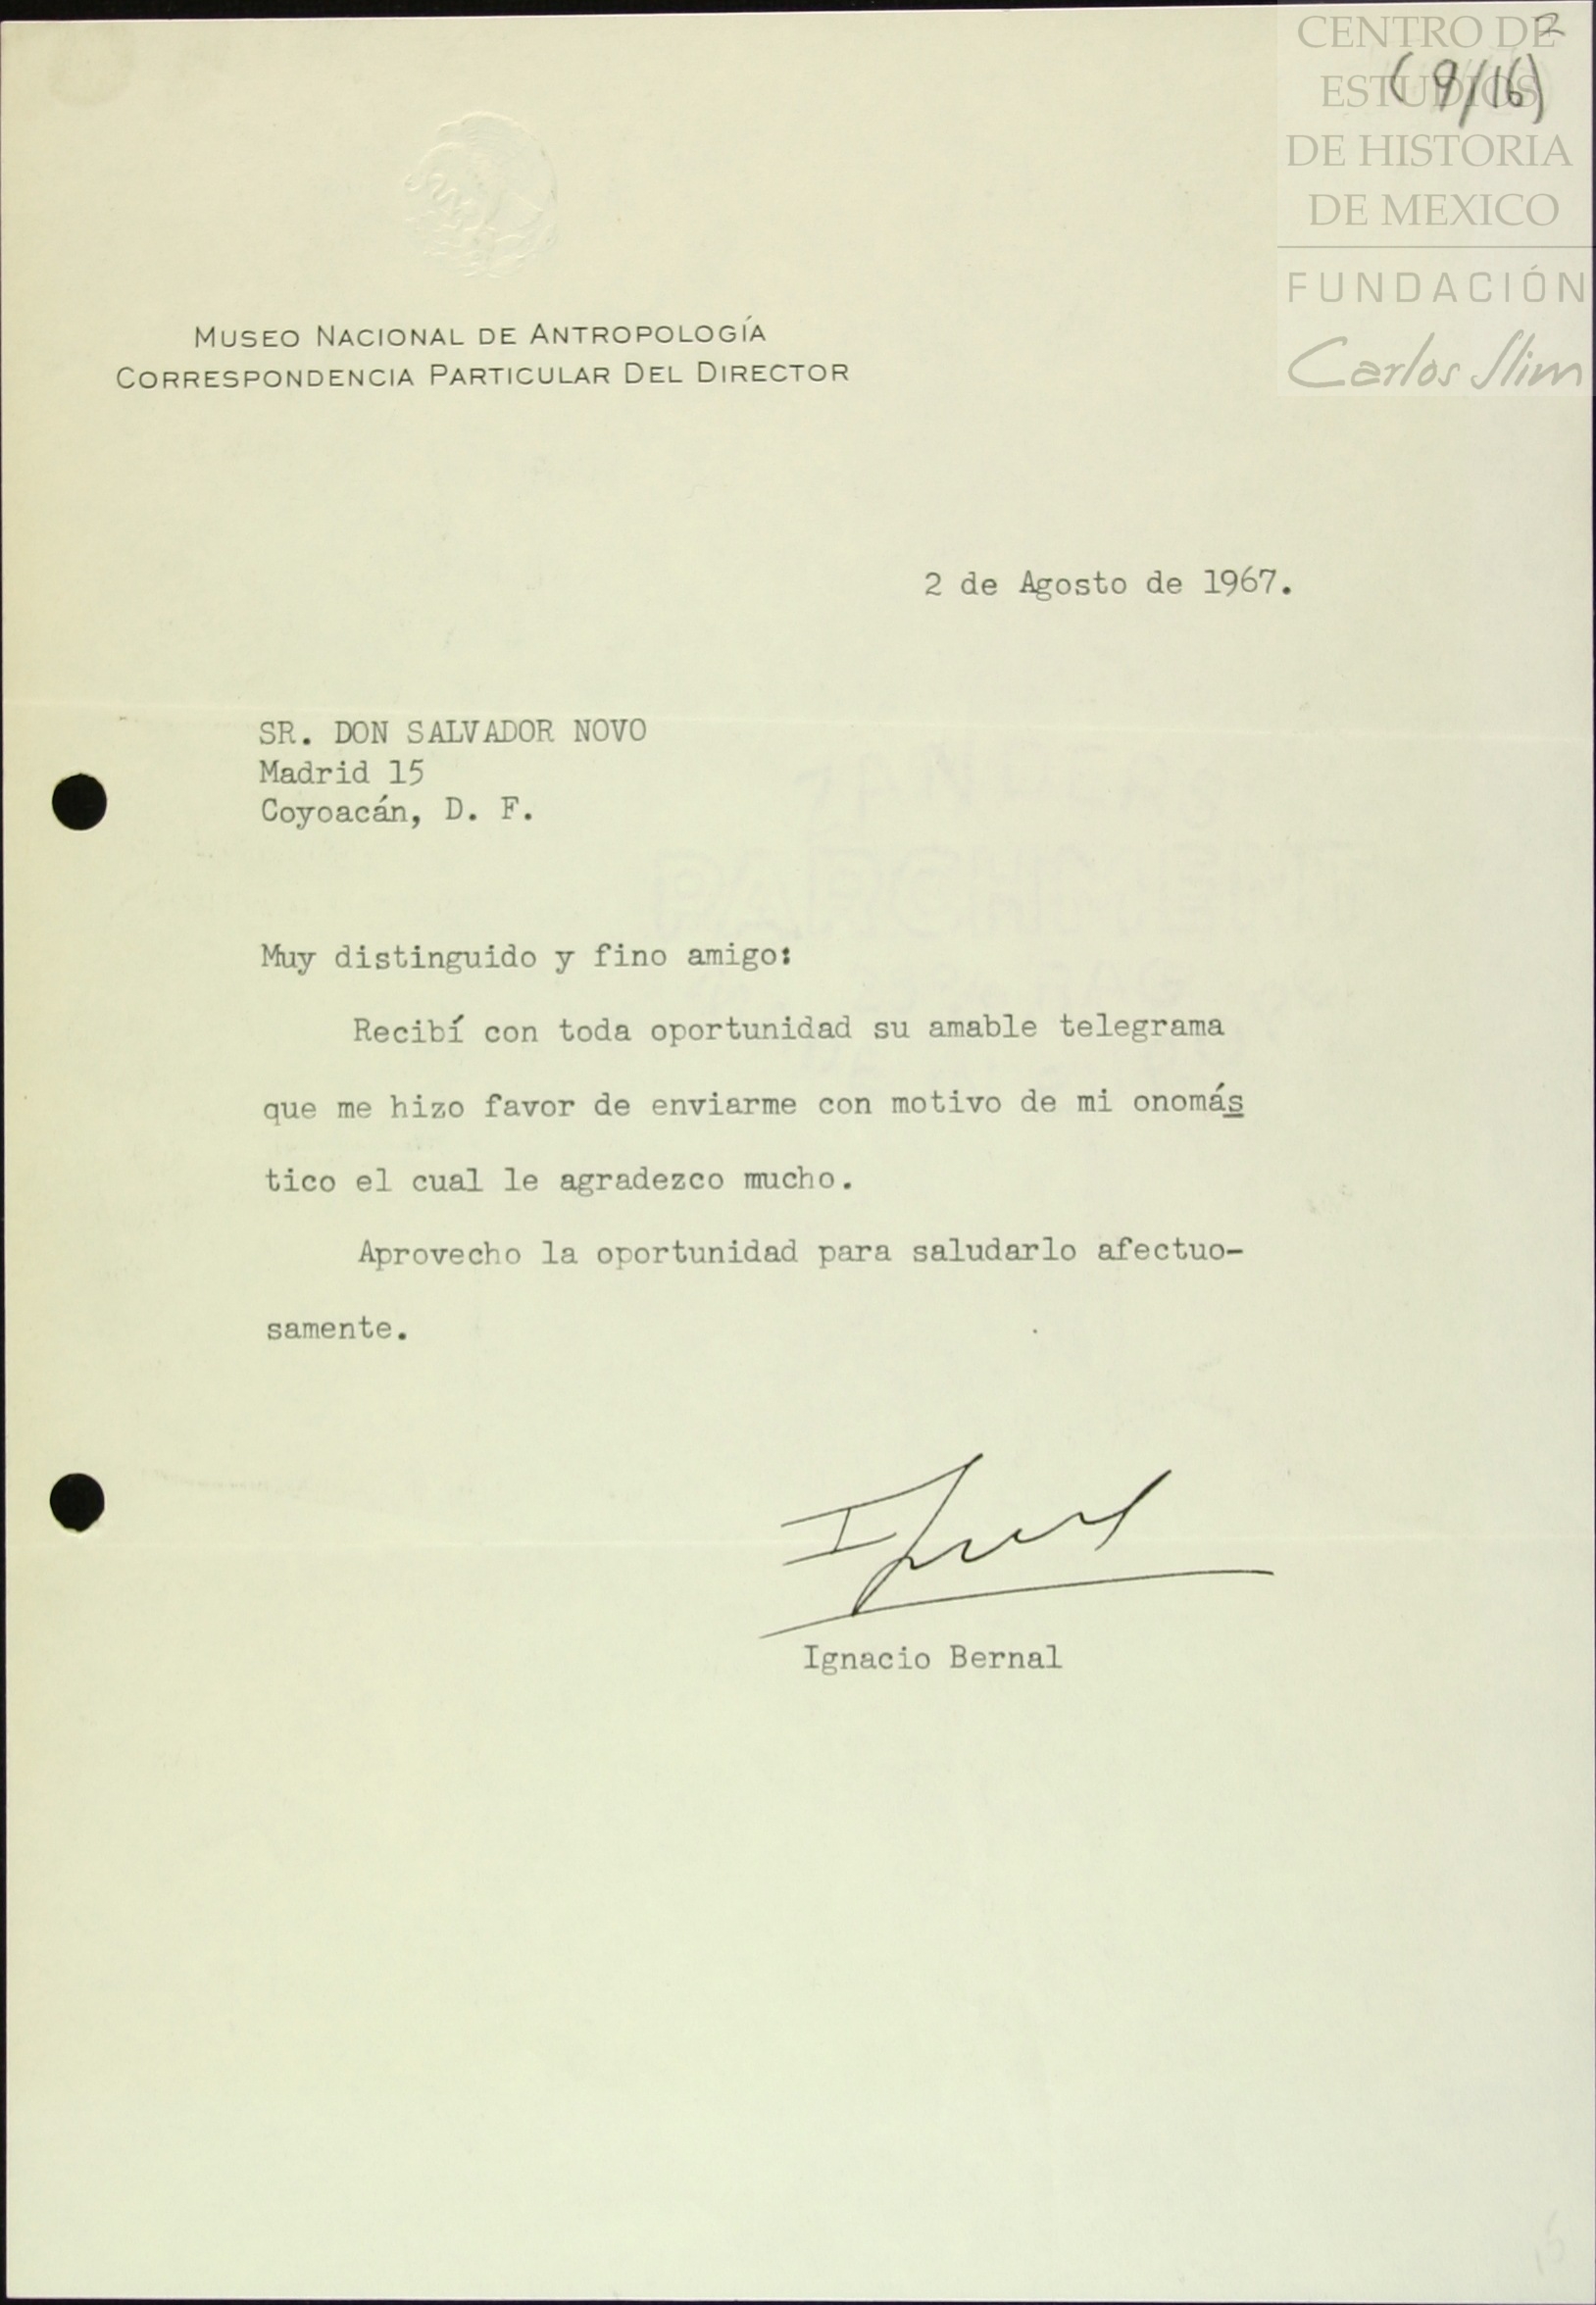 CENTRO DE
ESTUDIOS
DE HISTORIA
DE MEXICO
FUNDACIÓN
Carlos Slim
2
(9/16)
MUSEO NACIONAL DE ANTROPOLOGÍA
CORRESPONDENCIA PARTICULAR DEL DIRECTOR
2 de Agosto de 1967.
SR. DON SALVADOR NOVO
Madrid 15
Coyoacán, D. F.
Muy distinguido y fino amigo:
Recibí con toda oportunidad su amable telegrama
que me hizo favor de enviarme con motivo de mi onomás
tico el cual le agradezco mucho.
Aprovecho la oportunidad para saludarlo afectuo-
samente.
Ignacio Bernal